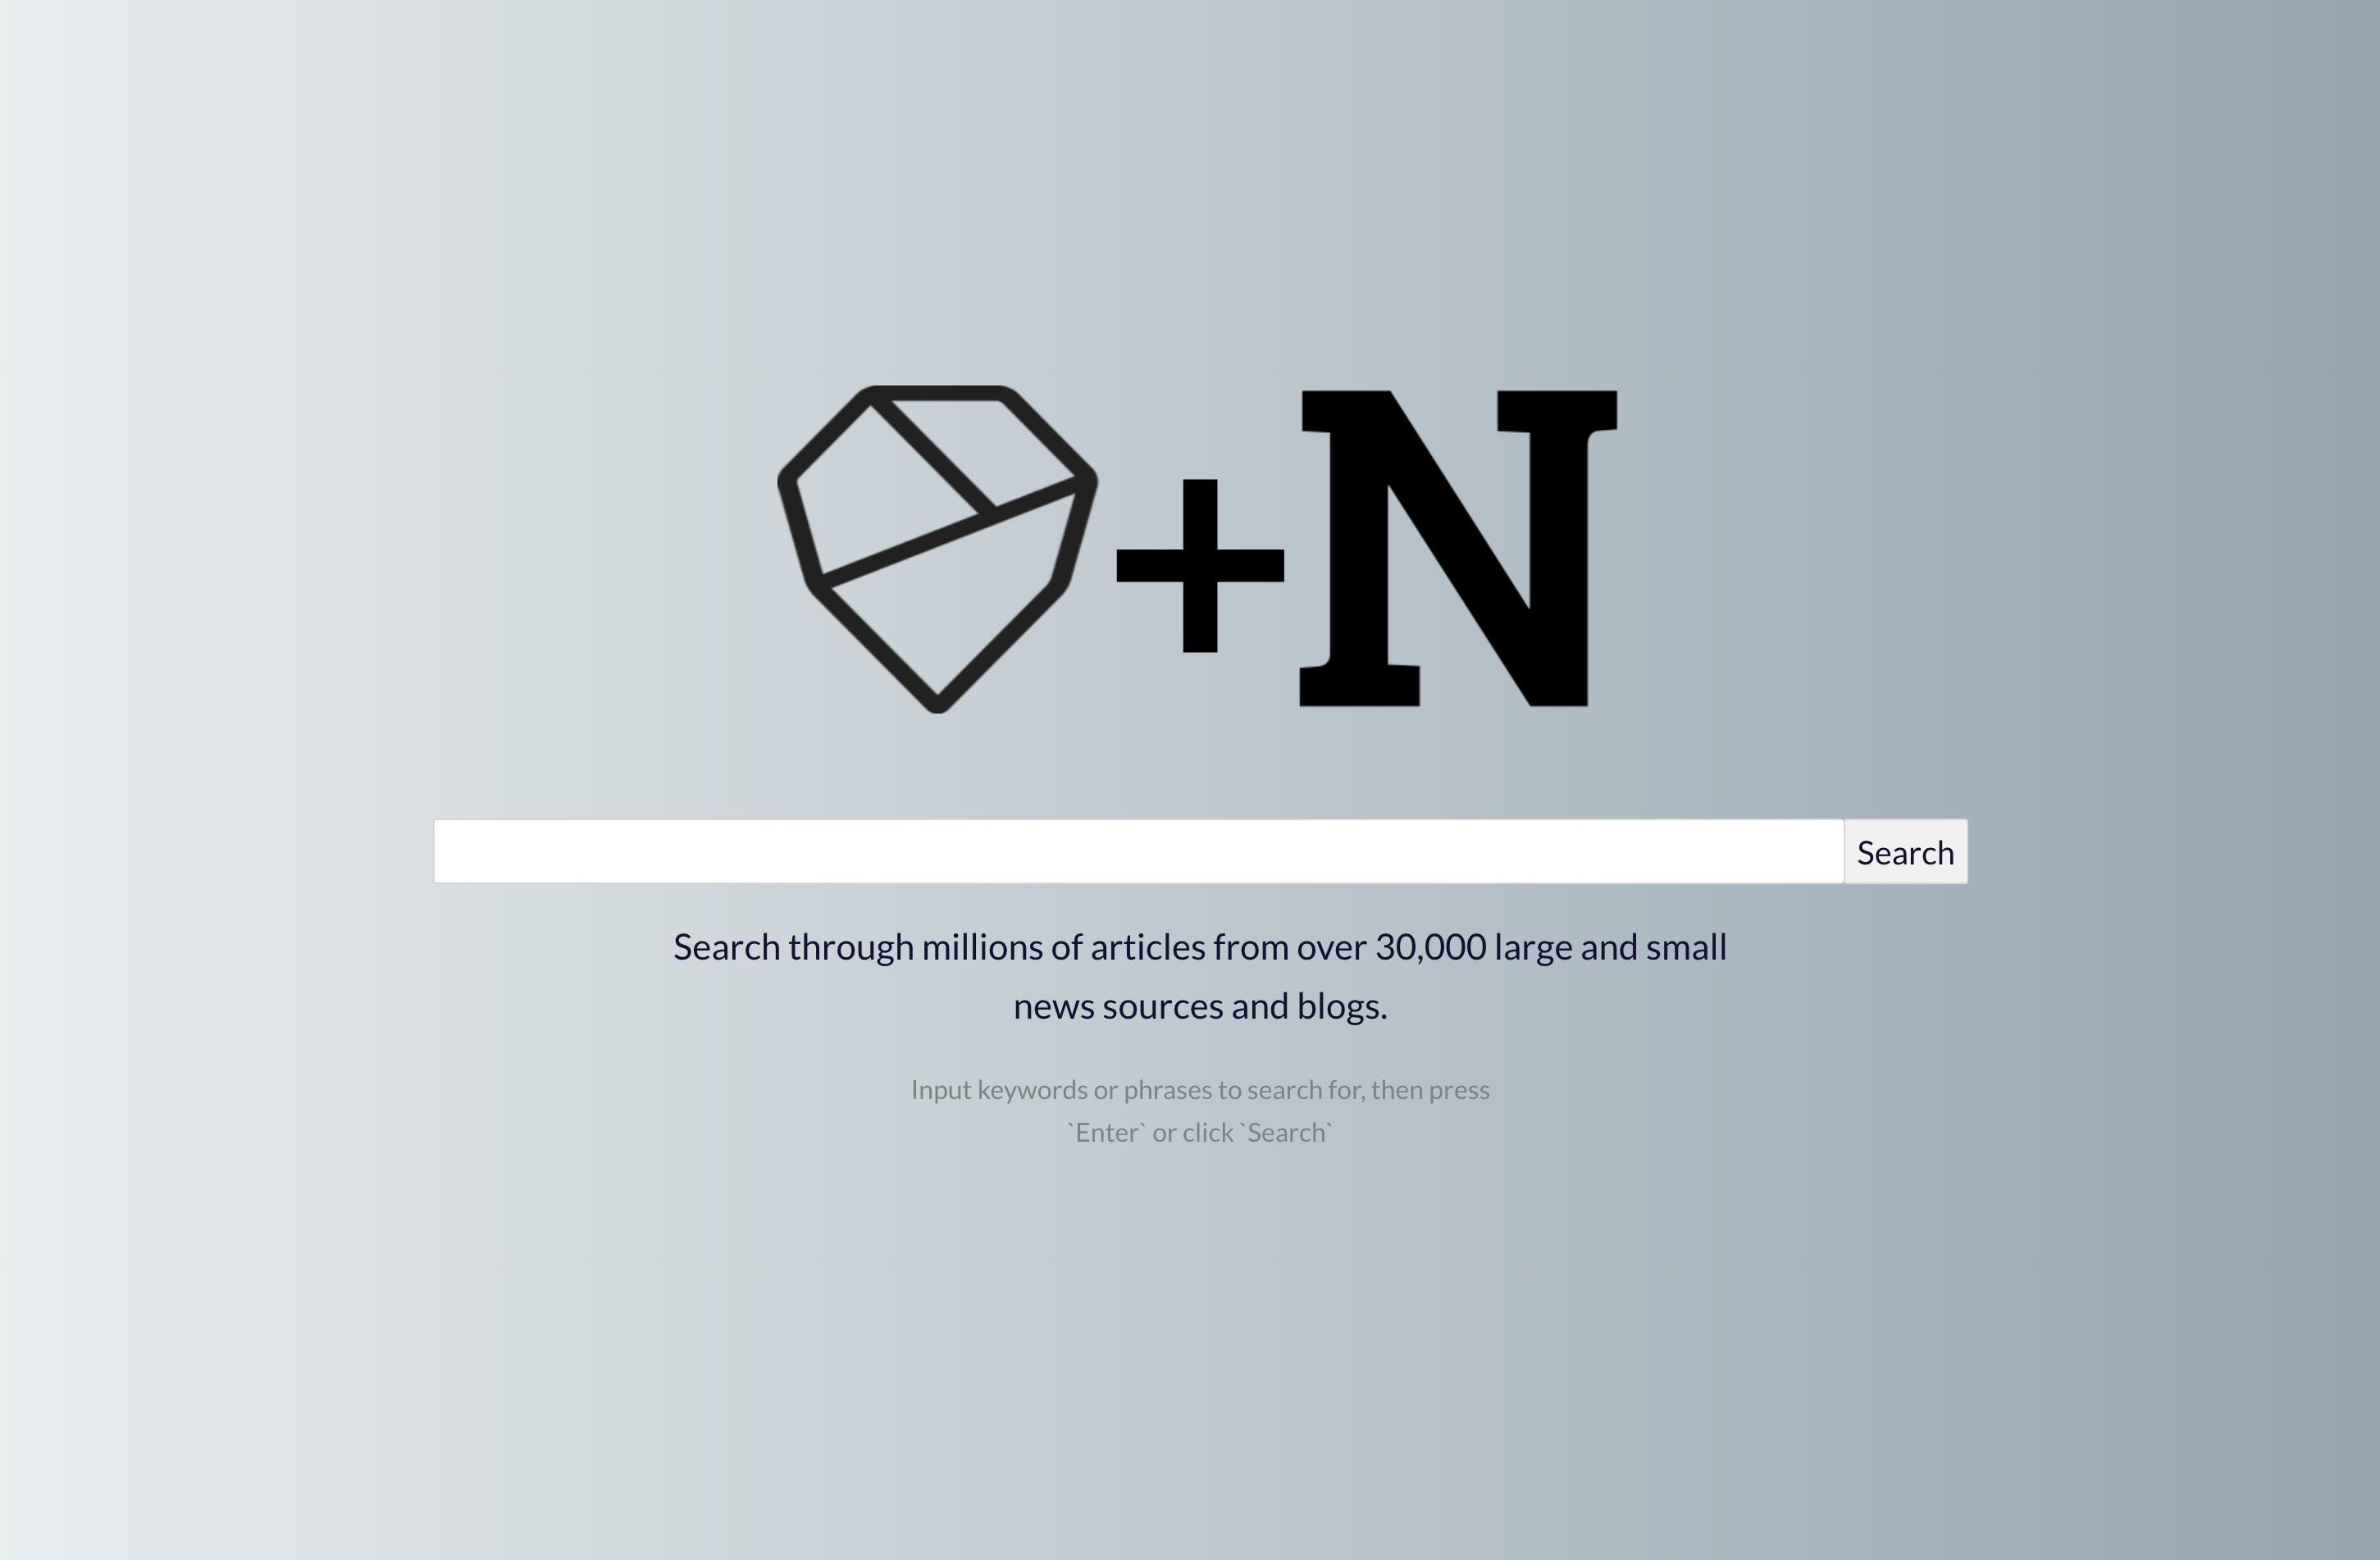 +N
Search
Search through millions of articles from over 30,000 large and small
news sources and blogs.
Input keywords or phrases to search for, then press
`Enter` or click `Search`